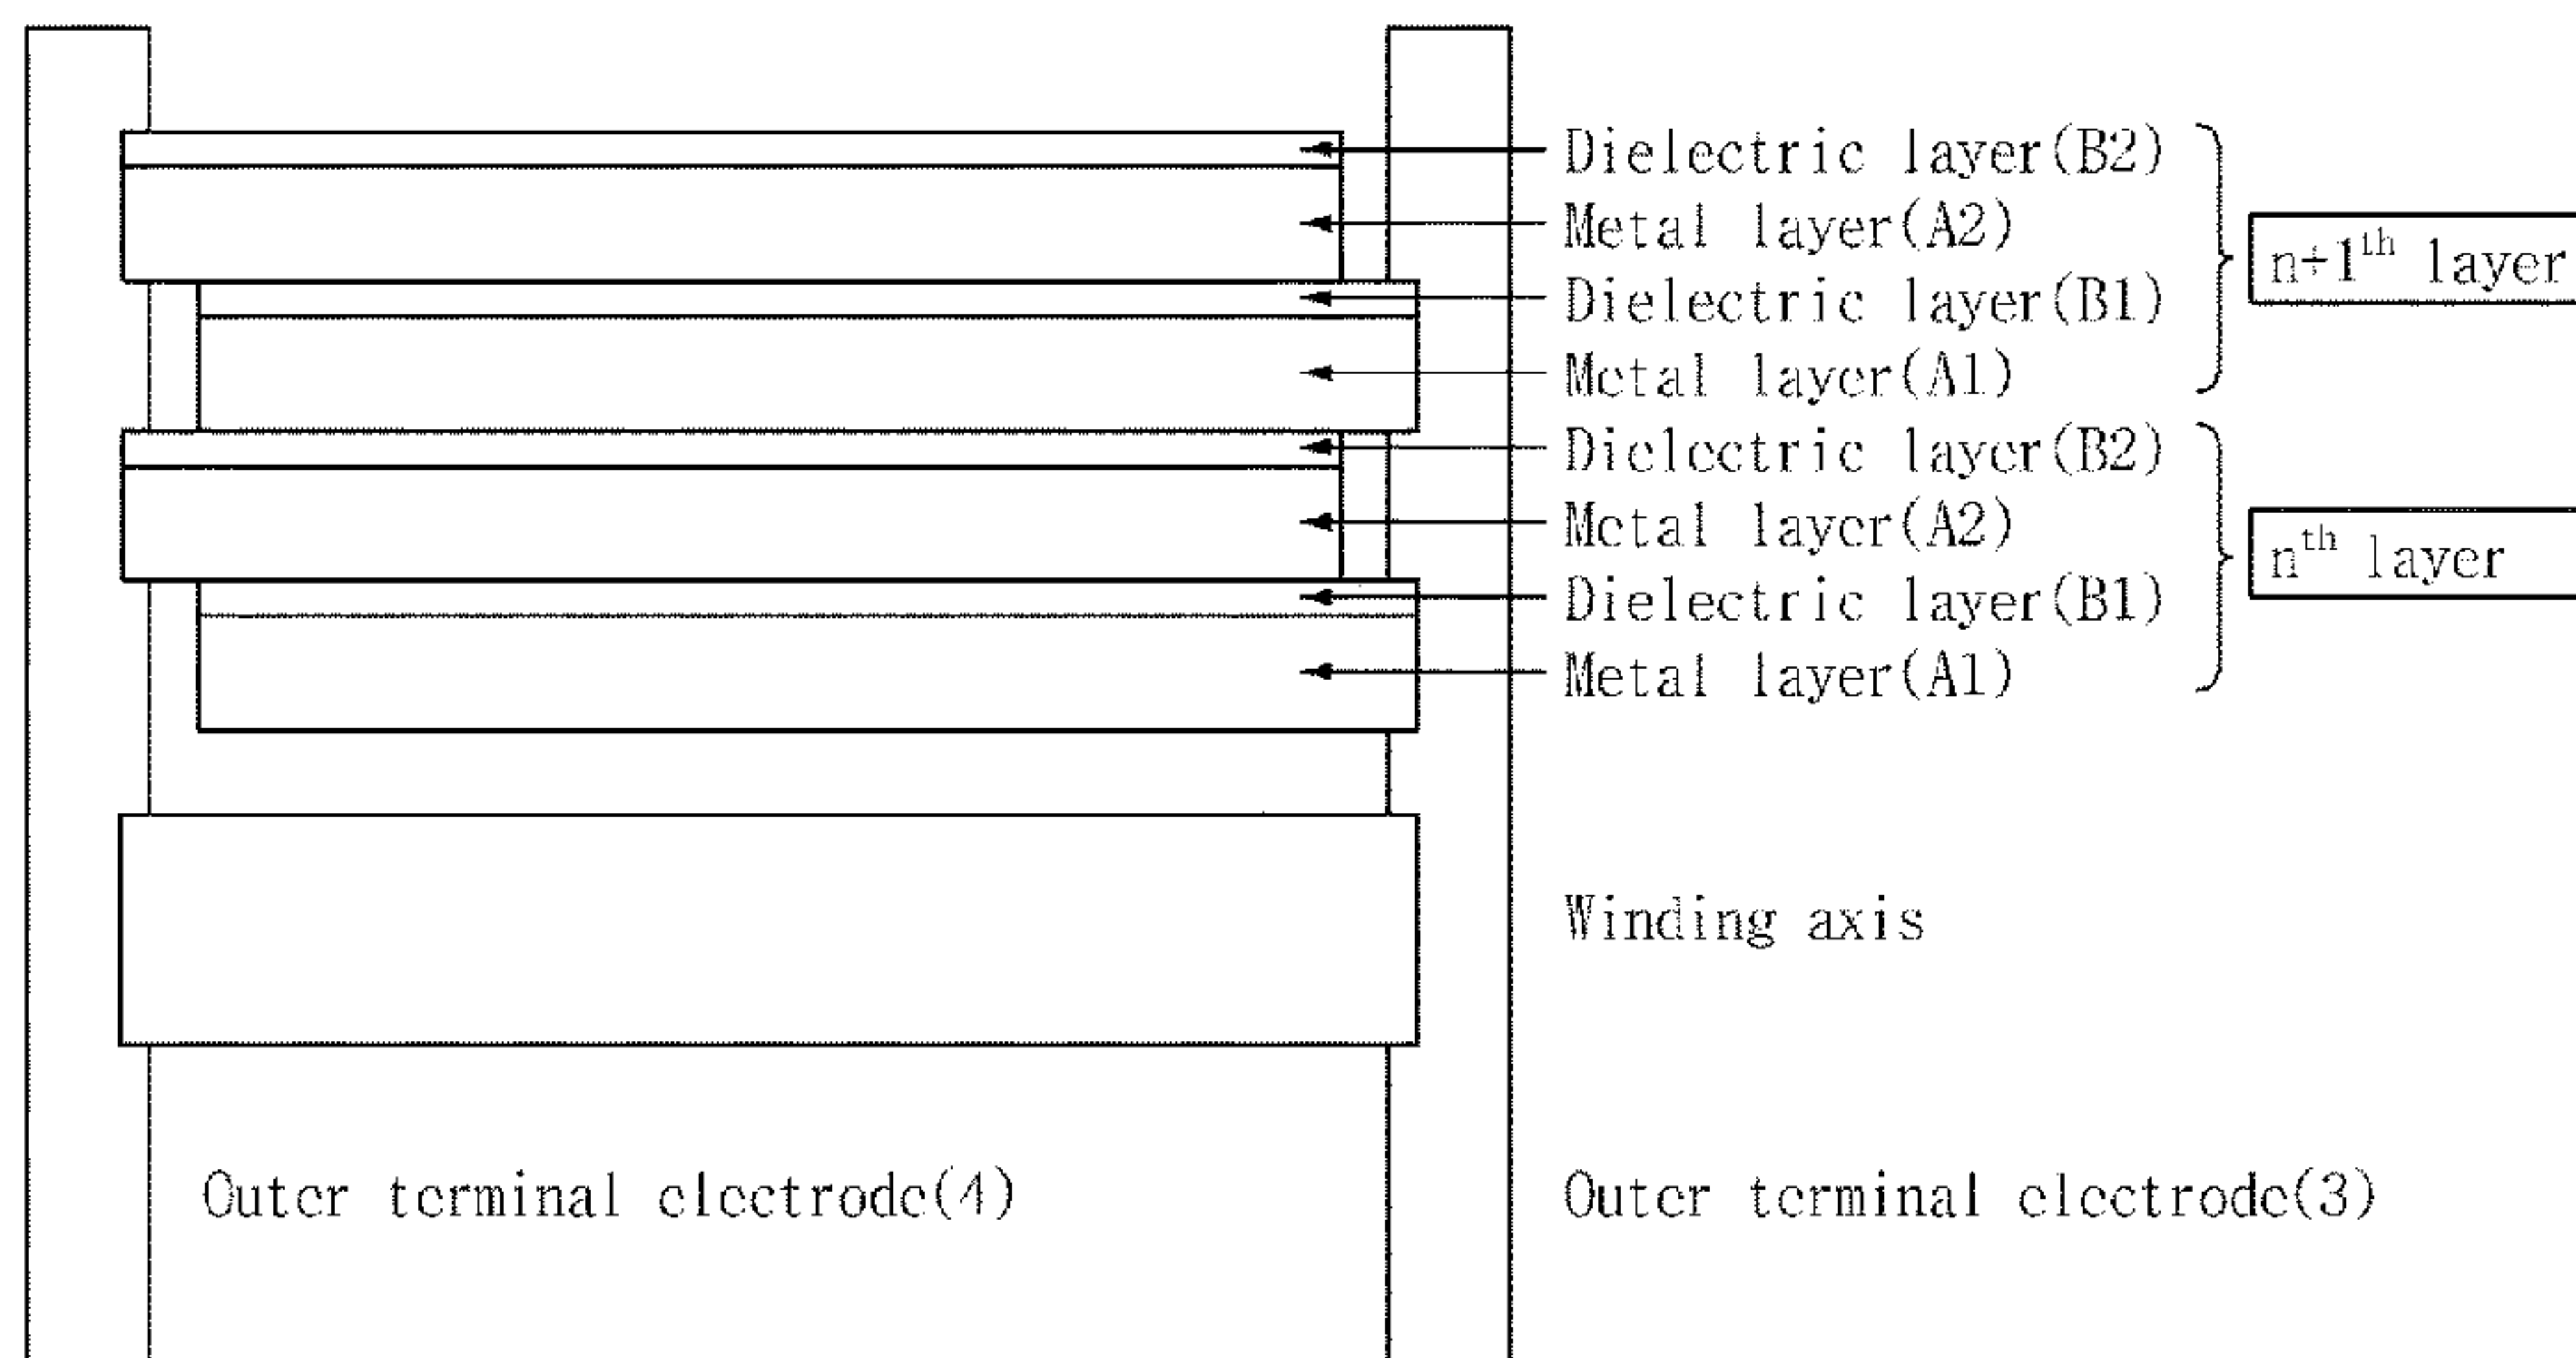 Dielectric layer(B2)
Metal layer(A2)
Dielectric layer(B1)
Metal layer(A1)
n+1th layer
Dielectric layer(B2)
Metal layer(A2)
Dielectric layer(B1)
Metal layer(A1)
nth layer
Winding axis
Outer terminal electrode(4)
Outer terminal electrode(3)